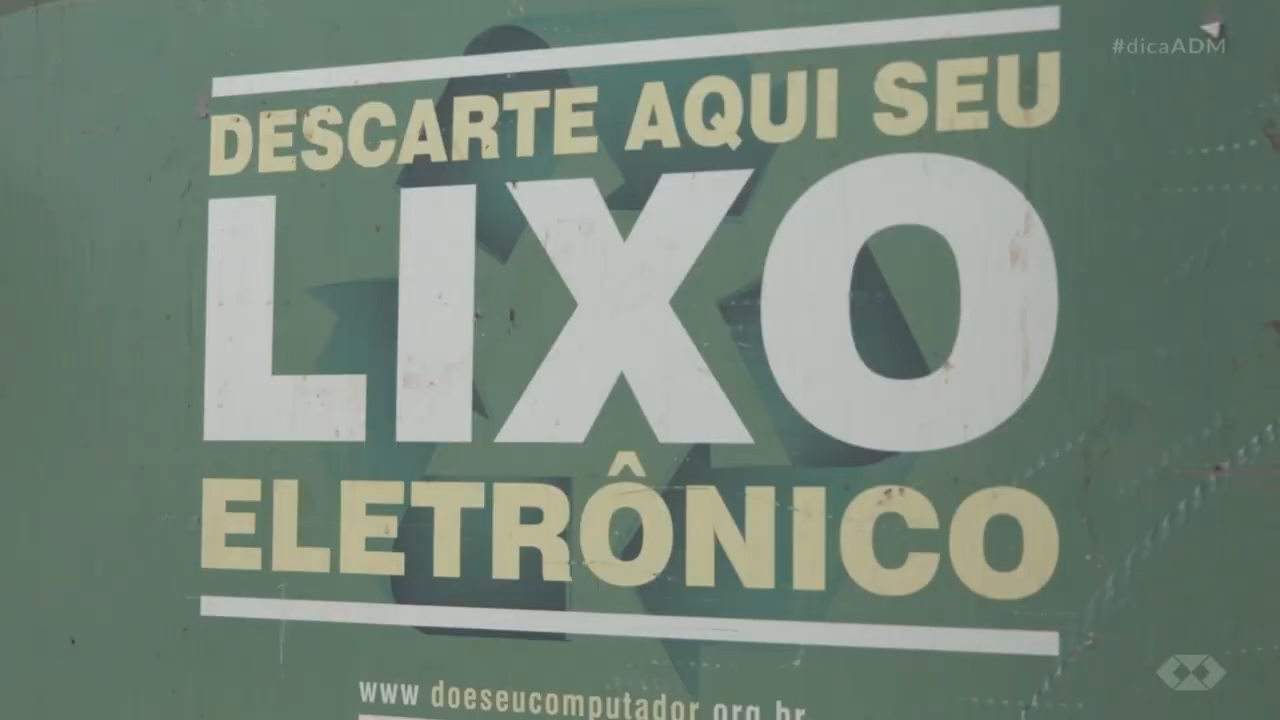 #dicaADM
DESCARTE AQUI SEU
LIXO
ELETRÔNICO
www doeseucomputador org br